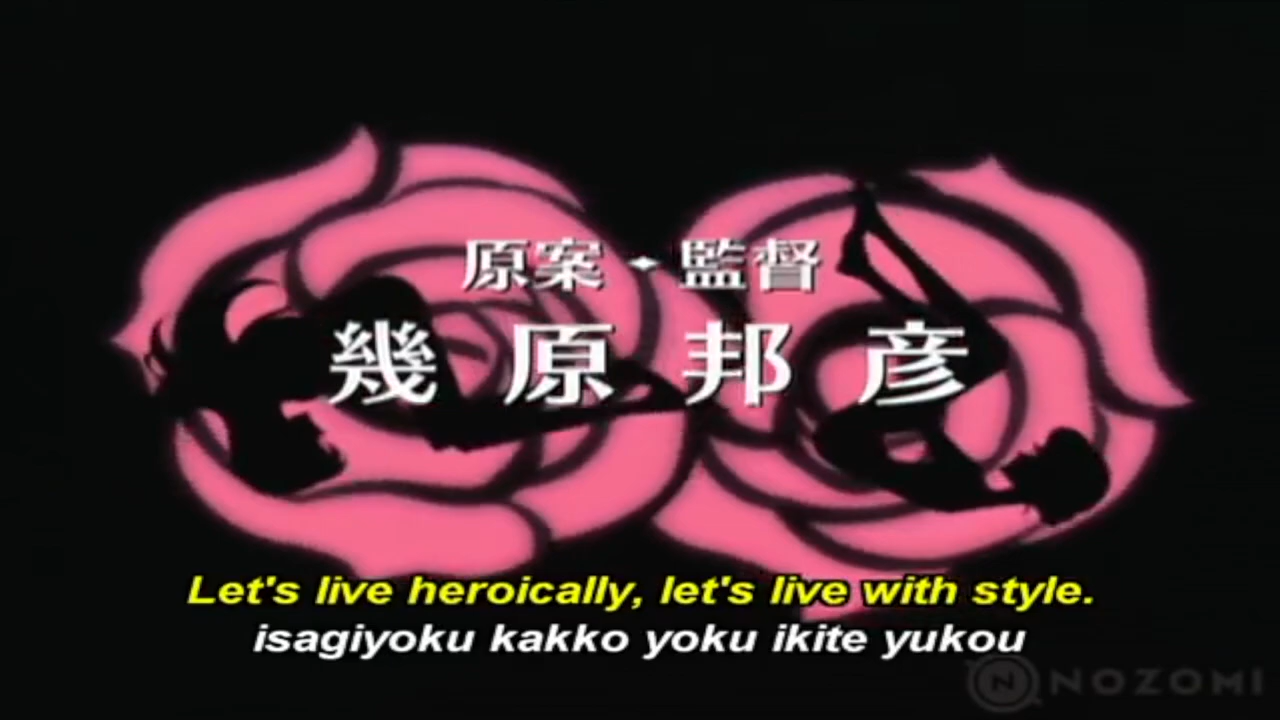 原案・監督
幾原邦彦
Let's live heroically, let's live with style.
isagiyoku kakko yoku ikite yukou
NOZOMI